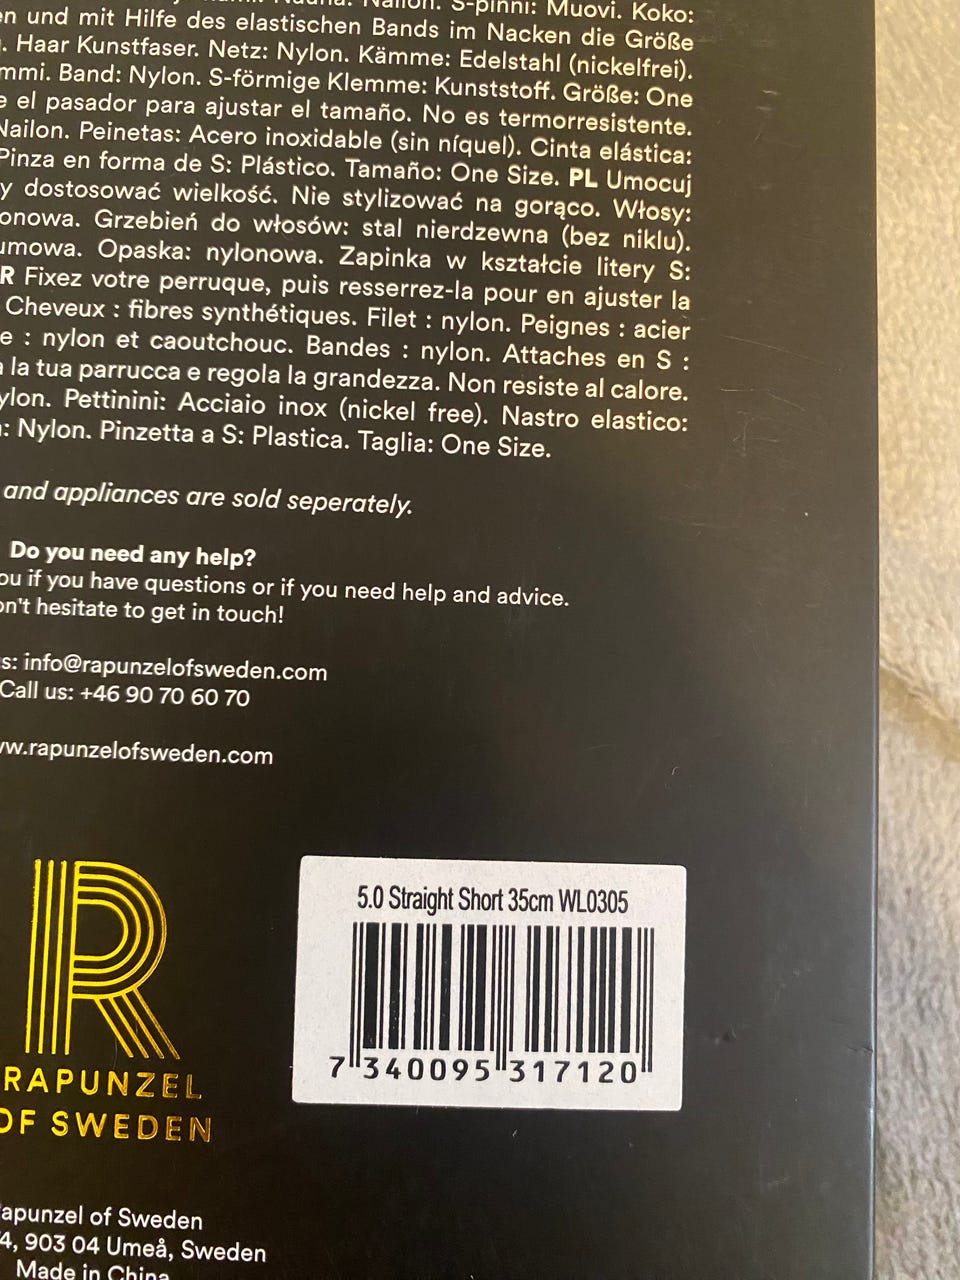 Nailon. S-pinni: Muovi. Koko:
en und mit Hilfe des elastischen Bands im Nacken die Größe
. Haar Kunstfaser. Netz: Nylon. Kämme: Edelstahl (nickelfrei).
mmi. Band: Nylon. S-förmige Klemme: Kunststoff. Größe: One
e el pasador para ajustar el tamaño. No es termorresistente.
Nailon. Peinetas: Acero inoxidable (sin níquel). Cinta elástica:
Pinza en forma de S: Plástico. Tamaño: One Size. PL Umocuj
y dostosować wielkość. Nie stylizować na gorąco. Włosy:
onowa. Grzebień do włosów: stal nierdzewna (bez niklu).
umowa. Opaska: nylonowa. Zapinka w kształcie litery S:
R Fixez votre perruque, puis resserrez-la pour en ajuster la
Cheveux : fibres synthétiques. Filet : nylon. Peignes : acier
e : nylon et caoutchouc. Bandes : nylon. Attaches en S :
a la tua parrucca e regola la grandezza. Non resiste al calore.
ylon. Pettinini: Acciaio inox (nickel free). Nastro elastico:
: Nylon. Pinzetta a S: Plastica. Taglia: One Size.
and appliances are sold seperately.
Do you need any help?
ou if you have questions or if you need help and advice.
on't hesitate to get in touch!
s: info@rapunzelofsweden.com
Call us: +46 90 70 60 70
ww.rapunzelofsweden.com
5.0 Straight Short 35cm WL0305
7 340095 317120
R
RAPUNZEL
OF SWEDEN
apunzel of Sweden
4, 903 04 Umeå, Sweden
Made in China